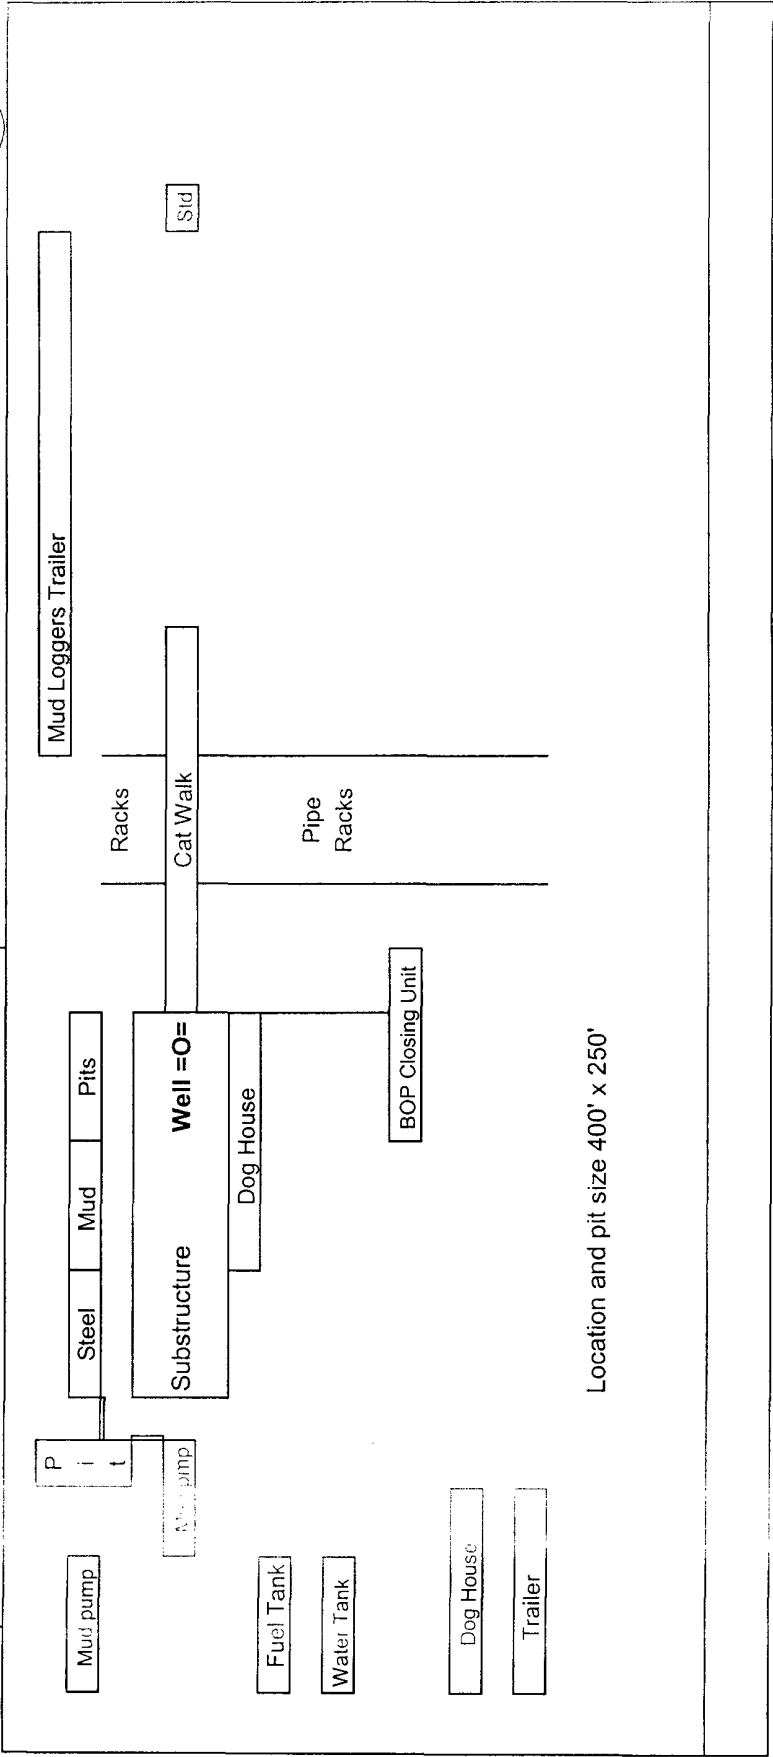 P Mud Loggers Trailer
Mud pump i Steel Mud Pits
t Racks
Substructure Well =O= Cat Walk Std
Dog House
Fuel Tank
Pipe
Water Tank Racks
BOP Closing Unit
Dog House
Trailer
Location and pit size 400' x 250'